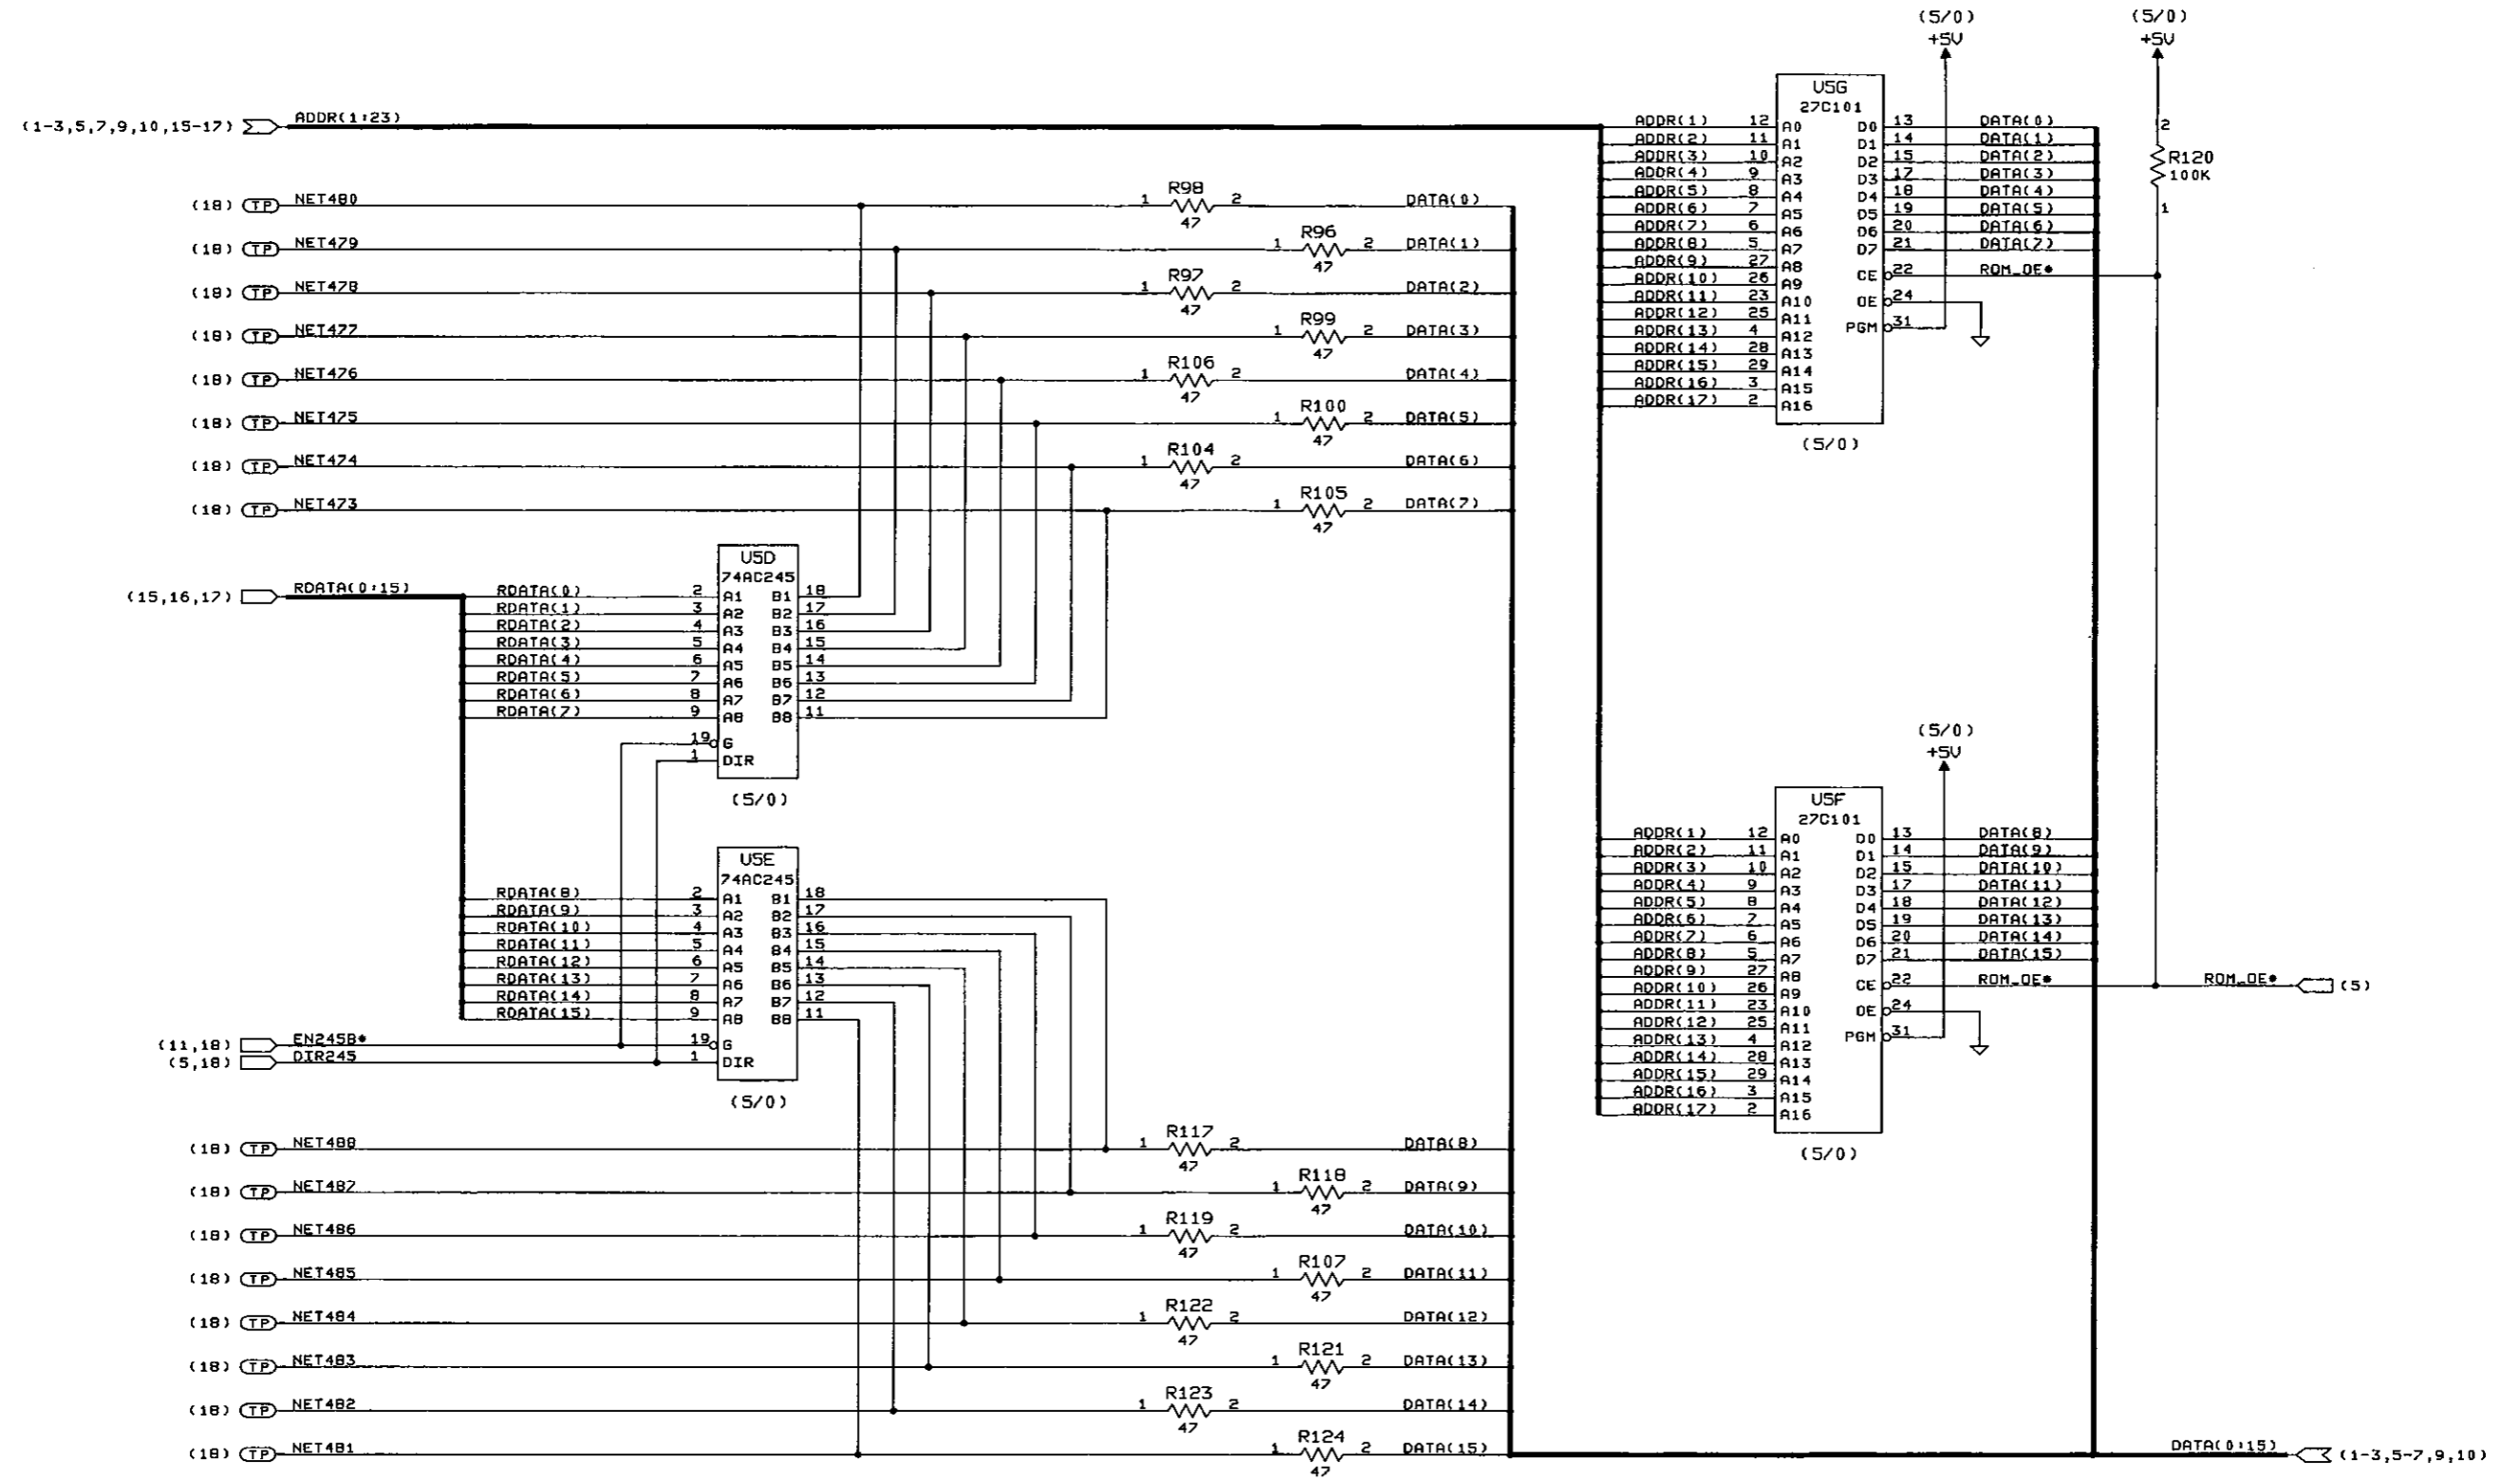 (5/0) (5/0)
+5V +5V
U5G
27C101
(1-3,5,7,9,10,15-17) ADDR(1:23)
ADDR(1) 12 A0 D0 13 DATA(0)
ADDR(2) 11 A1 D1 14 DATA(1)
ADDR(3) 10 A2 D2 15 DATA(2)
ADDR(4) 9 A3 D3 17 DATA(3)
ADDR(5) 8 A4 D4 18 DATA(4)
ADDR(6) 7 A5 D5 19 DATA(5)
ADDR(7) 6 A6 D6 20 DATA(6)
ADDR(8) 5 A7 D7 21 DATA(7)
ADDR(9) 27 A8 CE 22 ROM_OE*
ADDR(10) 26 A9
ADDR(11) 23 A10 OE 24
ADDR(12) 25 A11
ADDR(13) 4 A12 PGM 31
ADDR(14) 28 A13
ADDR(15) 29 A14
ADDR(16) 3 A15
ADDR(17) 2 A16
(5/0)
2
R120
100K
1
(18) TP NET480 1 R98 2 DATA(0)
47
(18) TP NET479 1 R96 2 DATA(1)
47
(18) TP NET478 1 R97 2 DATA(2)
47
(18) TP NET477 1 R99 2 DATA(3)
47
(18) TP NET476 1 R106 2 DATA(4)
47
(18) TP NET475 1 R100 2 DATA(5)
47
(18) TP NET474 1 R104 2 DATA(6)
47
(18) TP NET473 1 R105 2 DATA(7)
47
U5D
74AC245
(15,16,17) RDATA(0:15)
RDATA(0) 2 A1 B1 18
RDATA(1) 3 A2 B2 17
RDATA(2) 4 A3 B3 16
RDATA(3) 5 A4 B4 15
RDATA(4) 6 A5 B5 14
RDATA(5) 7 A6 B6 13
RDATA(6) 8 A7 B7 12
RDATA(7) 9 A8 B8 11
19 G
1 DIR
(5/0)
(5/0)
+5V
U5F
27C101
ADDR(1) 12 A0 D0 13 DATA(8)
ADDR(2) 11 A1 D1 14 DATA(9)
ADDR(3) 10 A2 D2 15 DATA(10)
ADDR(4) 9 A3 D3 17 DATA(11)
ADDR(5) 8 A4 D4 18 DATA(12)
ADDR(6) 7 A5 D5 19 DATA(13)
ADDR(7) 6 A6 D6 20 DATA(14)
ADDR(8) 5 A7 D7 21 DATA(15)
ADDR(9) 27 A8 CE 22 ROM_OE* ROM_OE* (5)
ADDR(10) 26 A9
ADDR(11) 23 A10 OE 24
ADDR(12) 25 A11
ADDR(13) 4 A12 PGM 31
ADDR(14) 28 A13
ADDR(15) 29 A14
ADDR(16) 3 A15
ADDR(17) 2 A16
(5/0)
U5E
74AC245
RDATA(8) 2 A1 B1 18
RDATA(9) 3 A2 B2 17
RDATA(10) 4 A3 B3 16
RDATA(11) 5 A4 B4 15
RDATA(12) 6 A5 B5 14
RDATA(13) 7 A6 B6 13
RDATA(14) 8 A7 B7 12
RDATA(15) 9 A8 B8 11
(11,18) EN245B* 19 G
(5,18) DIR245 1 DIR
(5/0)
(18) TP NET488 1 R117 2 DATA(8)
47
(18) TP NET487 1 R118 2 DATA(9)
47
(18) TP NET486 1 R119 2 DATA(10)
47
(18) TP NET485 1 R107 2 DATA(11)
47
(18) TP NET484 1 R122 2 DATA(12)
47
(18) TP NET483 1 R121 2 DATA(13)
47
(18) TP NET482 1 R123 2 DATA(14)
47
(18) TP NET481 1 R124 2 DATA(15)
47
DATA(0:15) (1-3,5-7,9,10)